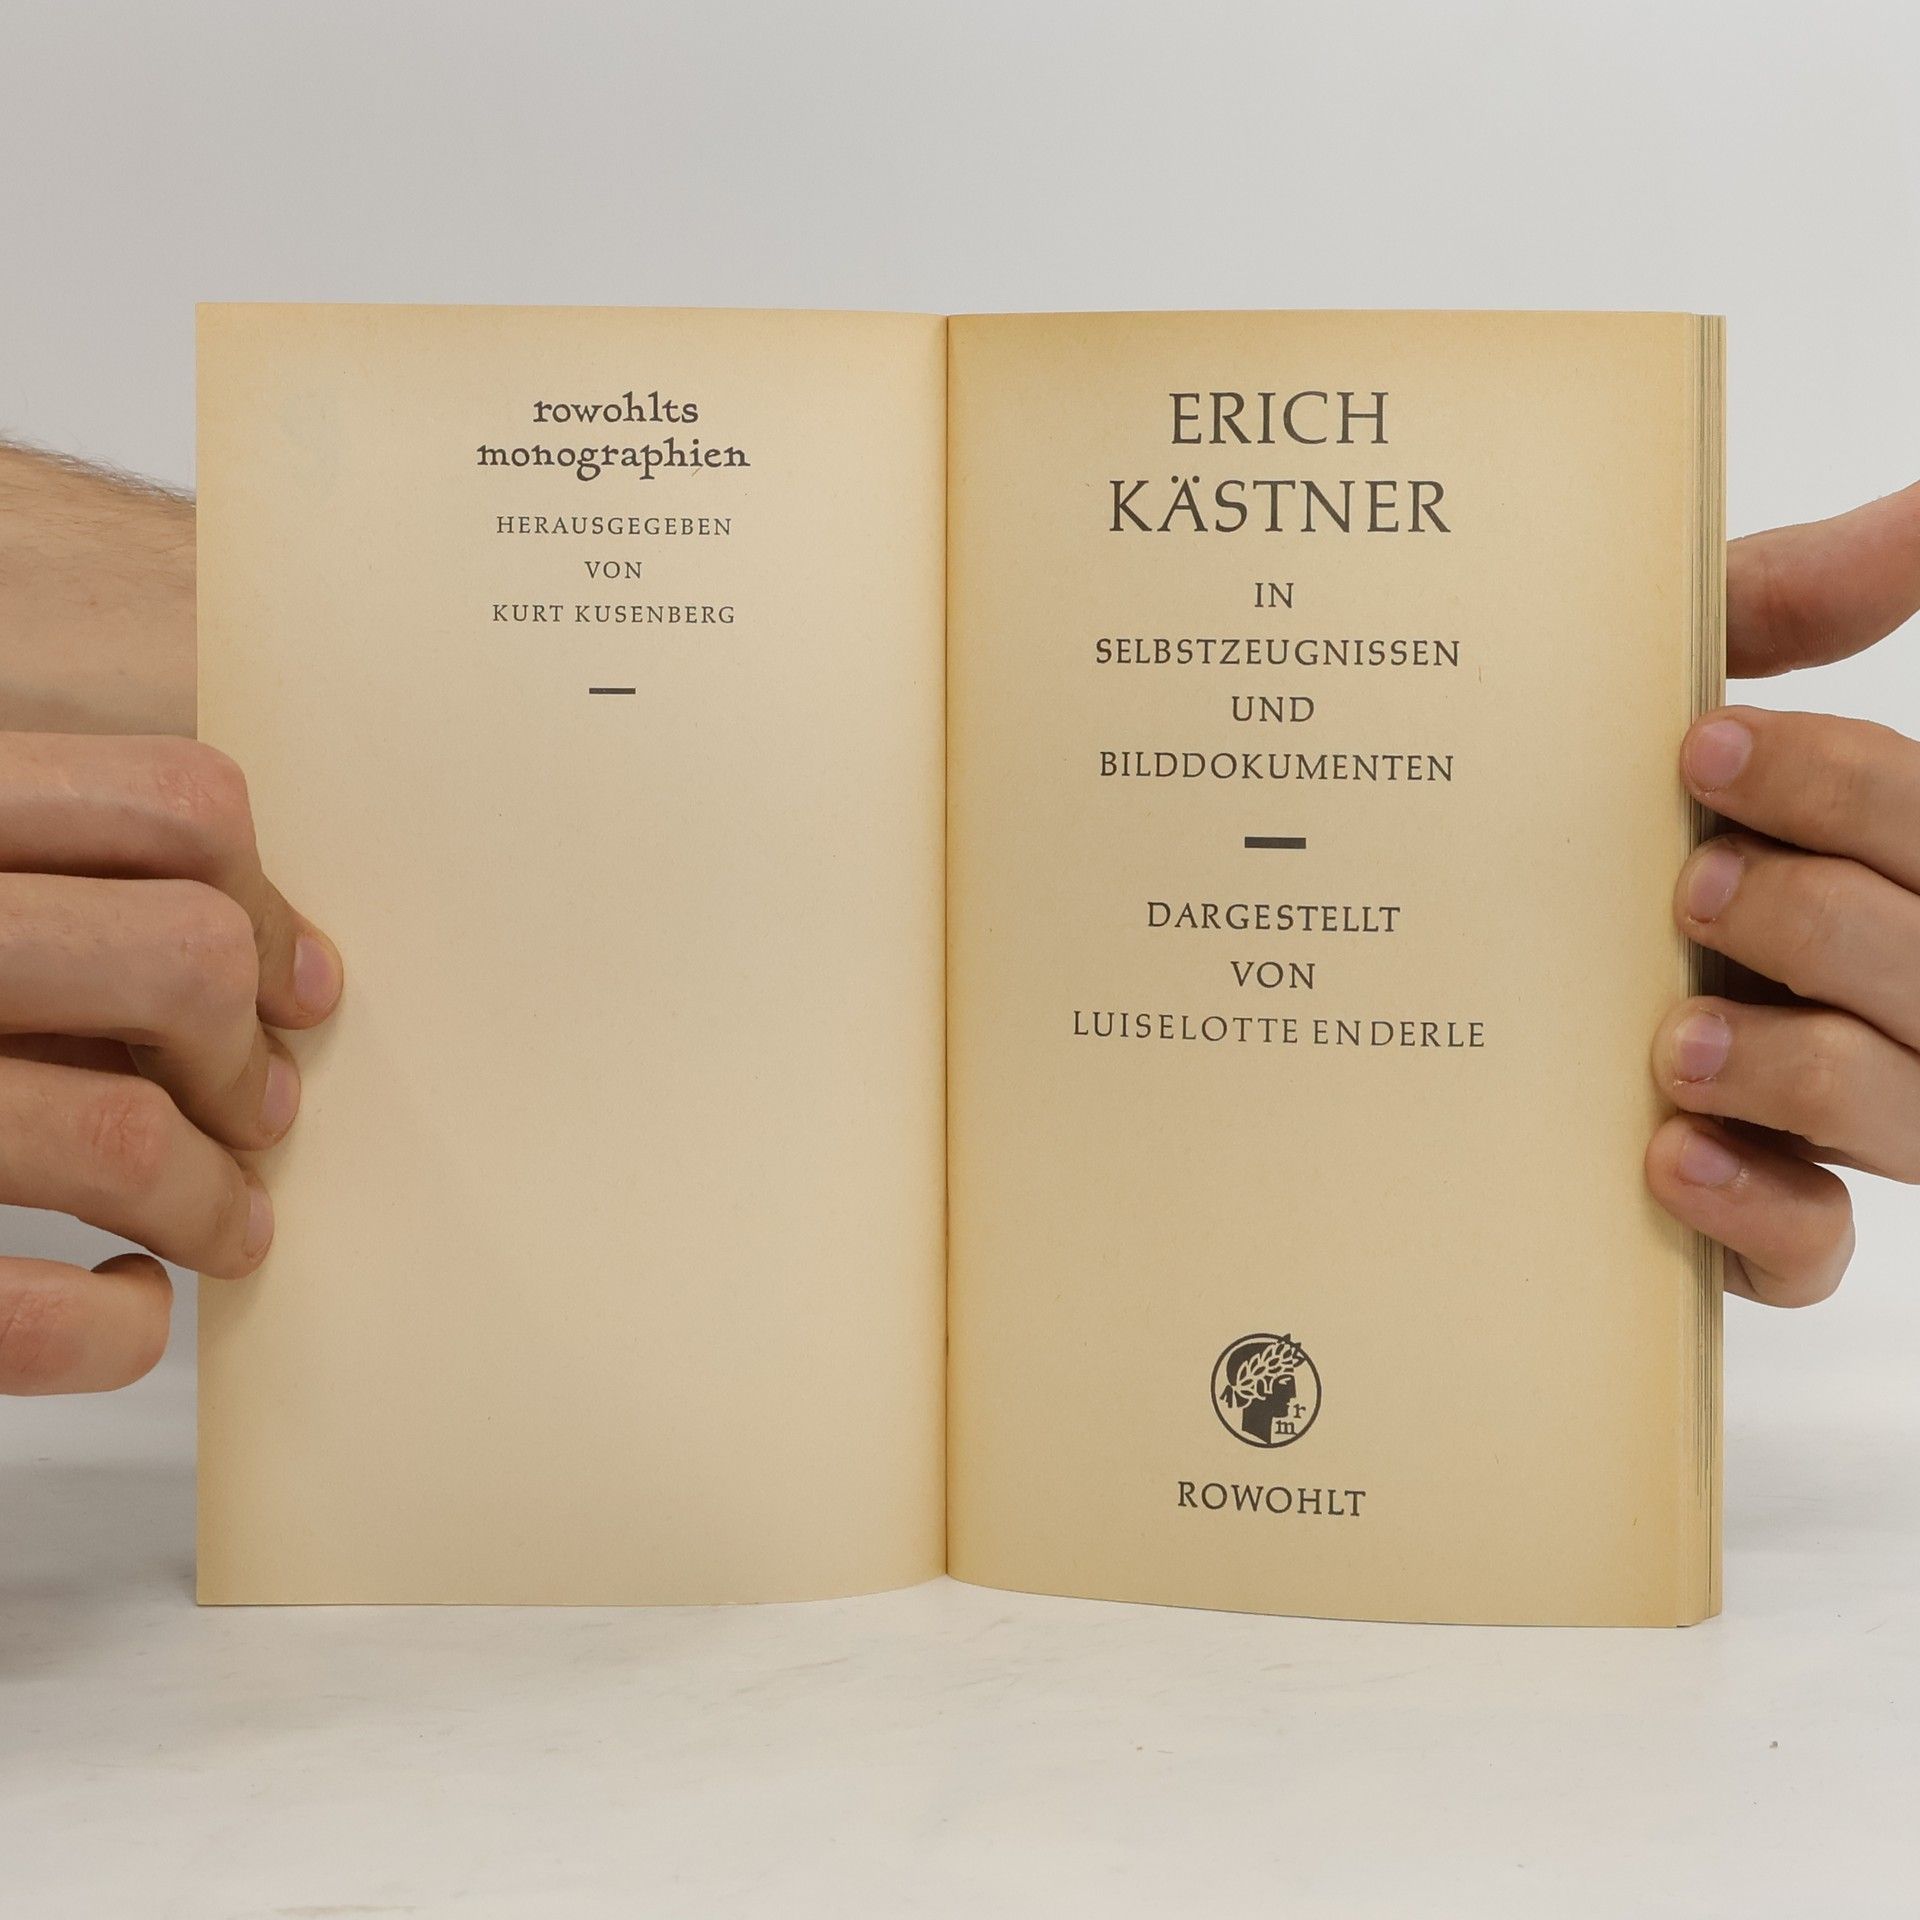 rowohlts
monographien
HERAUSGEGEBEN
VON
KURT KUSENBERG
ERICH
KÄSTNER
IN
SELBSTZEUGNISSEN
UND
BILDDOKUMENTEN
DARGESTELLT
VON
LUISELOTTE ENDERLE
r
m
ROWOHLT